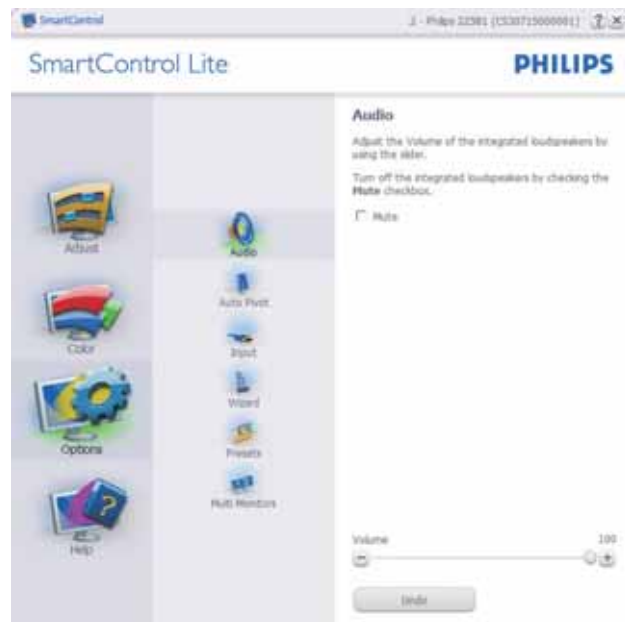 SmartControl
SmartControl Lite
PHILIPS
Adjust
Color
Options
Help
Audio
Auto Pivot
Input
Wizard
Presets
Multi Monitors
Audio
Adjust the Volume of the integrated loudspeakers by
using the slider.
Turn off the integrated loudspeakers by checking the
Mute checkbox.
Mute
Volume 100
Undo